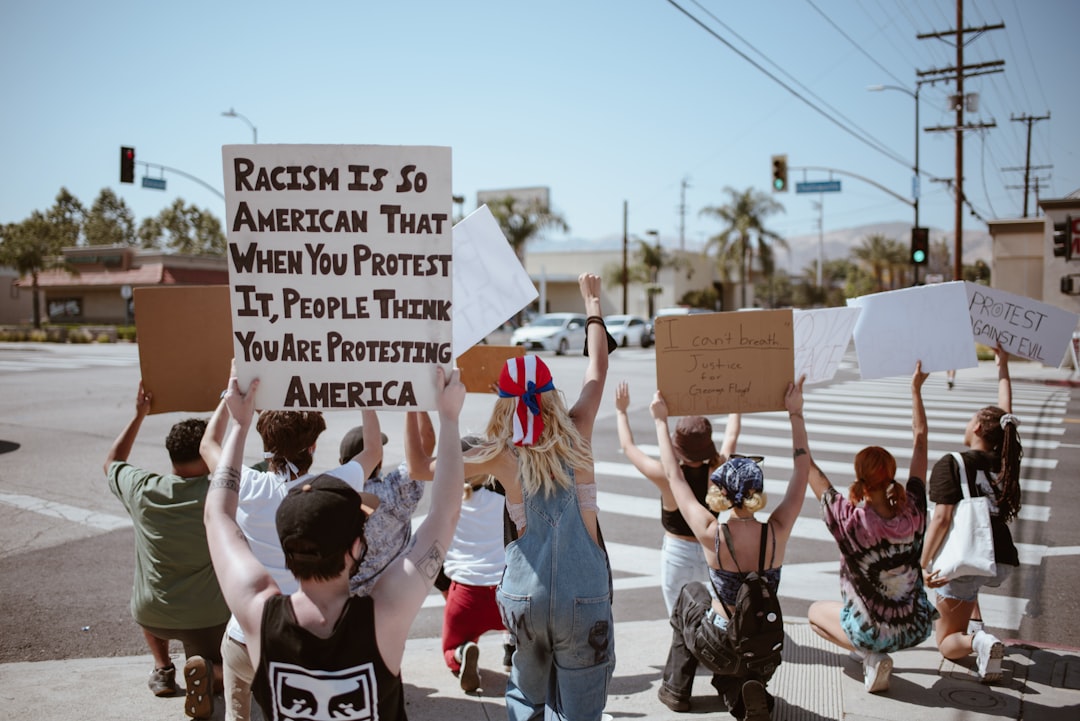 RACISM IS SO
AMERICAN THAT
WHEN YOU PROTEST
IT, PEOPLE THINK
YOU ARE PROTESTING
AMERICA
I can't breath
Justice
for
George Floyd
PROTEST
AGAINST EVIL